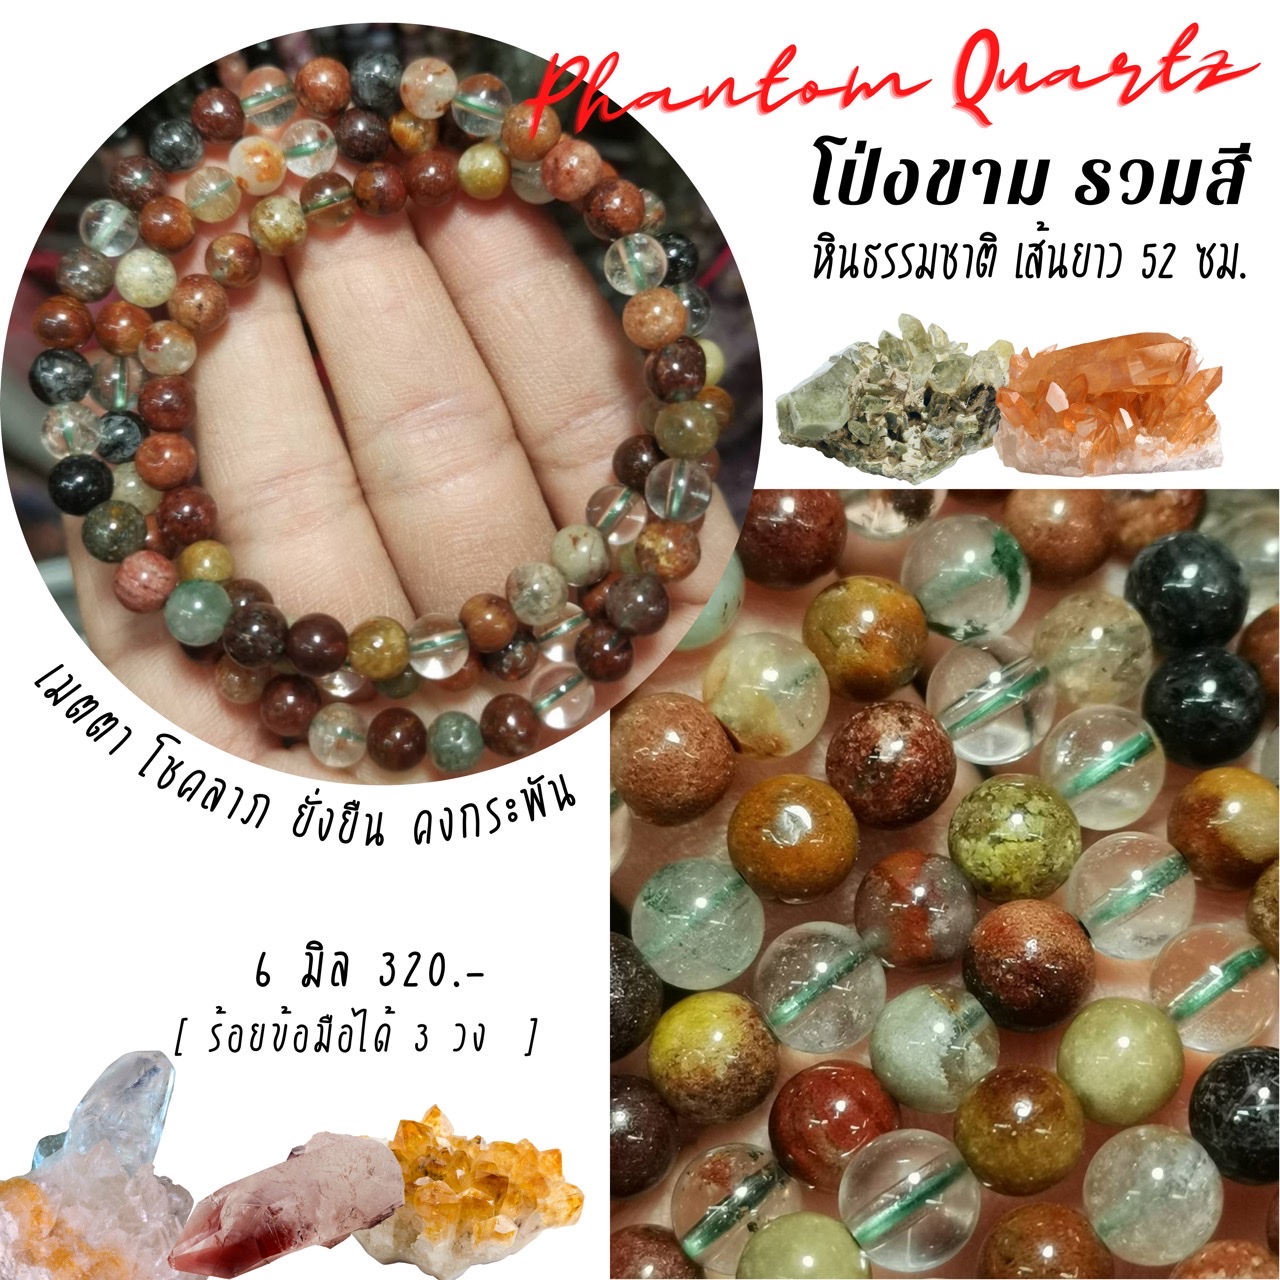 Phantom Quartz
โป่งขาม รวมสี
หินธรรมชาติ เส้นยาว 52 ซม.
เมตตา โชคลาภ ยั่งยืน คงกระพัน
6 มิล 320.-
[ ร้อยข้อมือได้ 3 วง ]